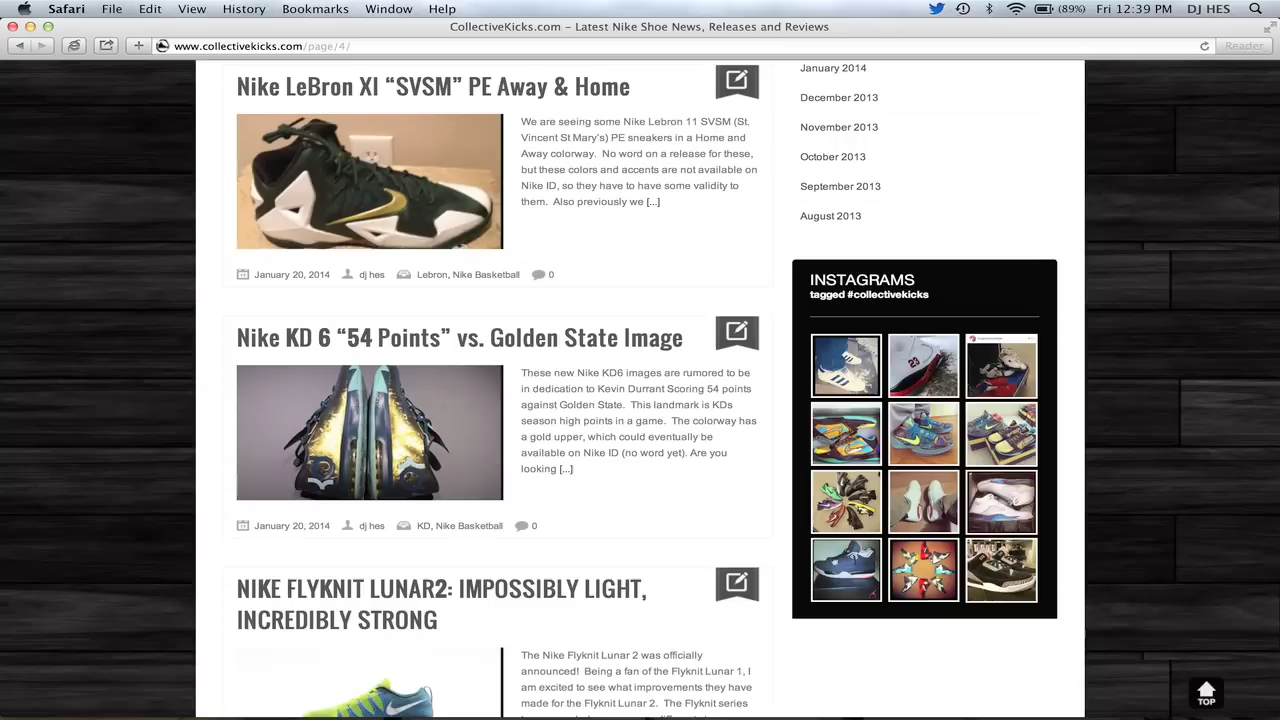 Safari File Edit View History Bookmarks Window Help (89%) Fri 12:39 PM DJ HES
CollectiveKicks.com – Latest Nike Shoe News, Releases and Reviews
www.collectivekicks.com/page/4/ Reader
Nike LeBron XI “SVSM” PE Away & Home
We are seeing some Nike Lebron 11 SVSM (St.
Vincent St Mary’s) PE sneakers in a Home and
Away colorway. No word on a release for these,
but these colors and accents are not available on
Nike ID, so they have to have some validity to
them. Also previously we [...]
January 20, 2014 dj hes Lebron, Nike Basketball 0
Nike KD 6 “54 Points” vs. Golden State Image
These new Nike KD6 images are rumored to be
in dedication to Kevin Durrant Scoring 54 points
against Golden State. This landmark is KDs
season high points in a game. The colorway has
a gold upper, which could eventually be
available on Nike ID (no word yet). Are you
looking [...]
January 20, 2014 dj hes KD, Nike Basketball 0
NIKE FLYKNIT LUNAR2: IMPOSSIBLY LIGHT,
INCREDIBLY STRONG
The Nike Flyknit Lunar 2 was officially
announced! Being a fan of the Flyknit Lunar 1, I
am excited to see what improvements they have
made for the Flyknit Lunar 2. The Flyknit series
January 2014
December 2013
November 2013
October 2013
September 2013
August 2013
INSTAGRAMS
tagged #collectivekicks
23
TOP